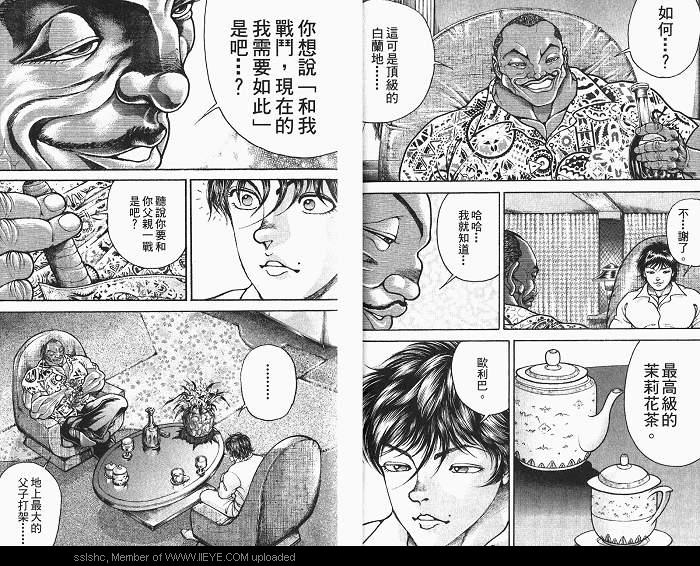 如何⋯?
這可是頂級的
白蘭地⋯⋯
不⋯謝了。
哈哈⋯
我就知道⋯
最高級的
茉莉花茶。
歐利巴。
你想說「和我
戰鬥，現在的
我需要如此」
是吧⋯?
聽說你要和
你父親一戰
是吧?
⋯⋯
地上最大的
父子打架⋯⋯
sslshc, Member of WWW.IIEYE.COM uploaded